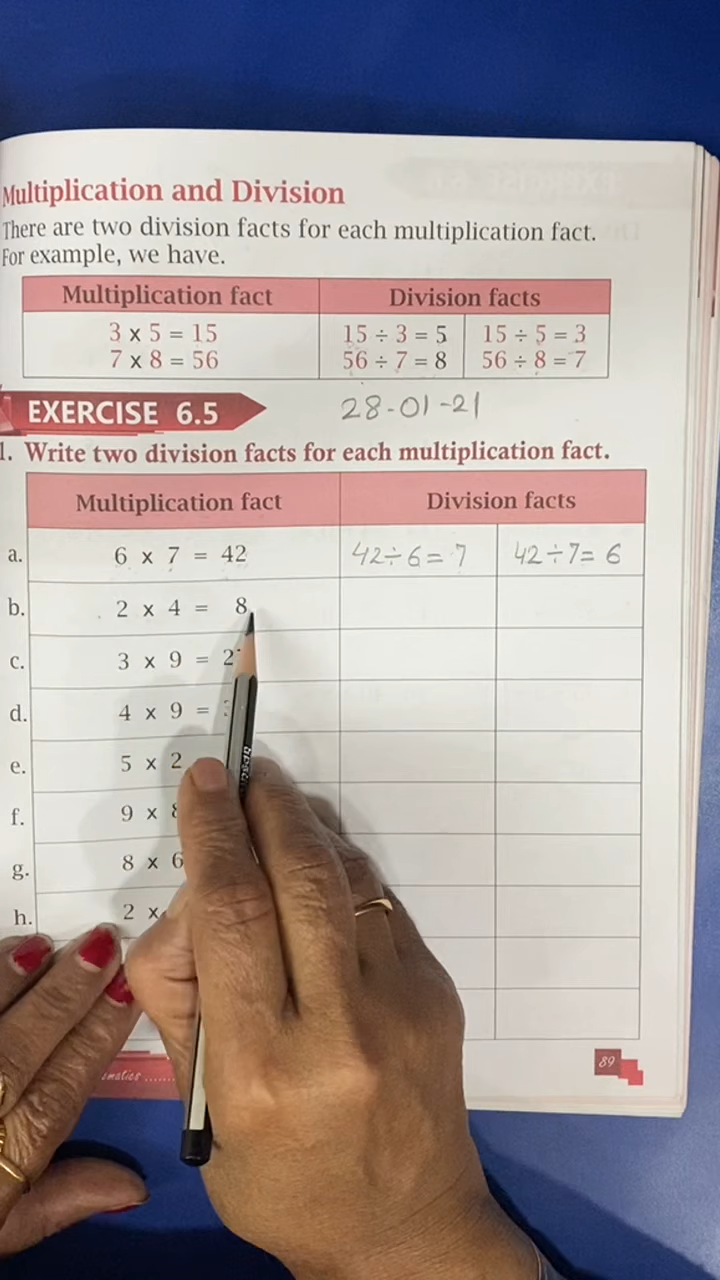 Multiplication and Division
There are two division facts for each multiplication fact.
For example, we have.
Multiplication fact Division facts
3 x 5 = 15 15 ÷ 3 = 5 15 ÷ 5 = 3
7 x 8 = 56 56 ÷ 7 = 8 56 ÷ 8 = 7
EXERCISE 6.5 28-01-21
1. Write two division facts for each multiplication fact.
Multiplication fact Division facts
a. 6 x 7 = 42 42÷6=7 42÷7=6
b. 2 x 4 = 8
c. 3 x 9 = 2
d. 4 x 9 =
e. 5 x 2
f. 9 x
g. 8 x 6
h. 2 x
89